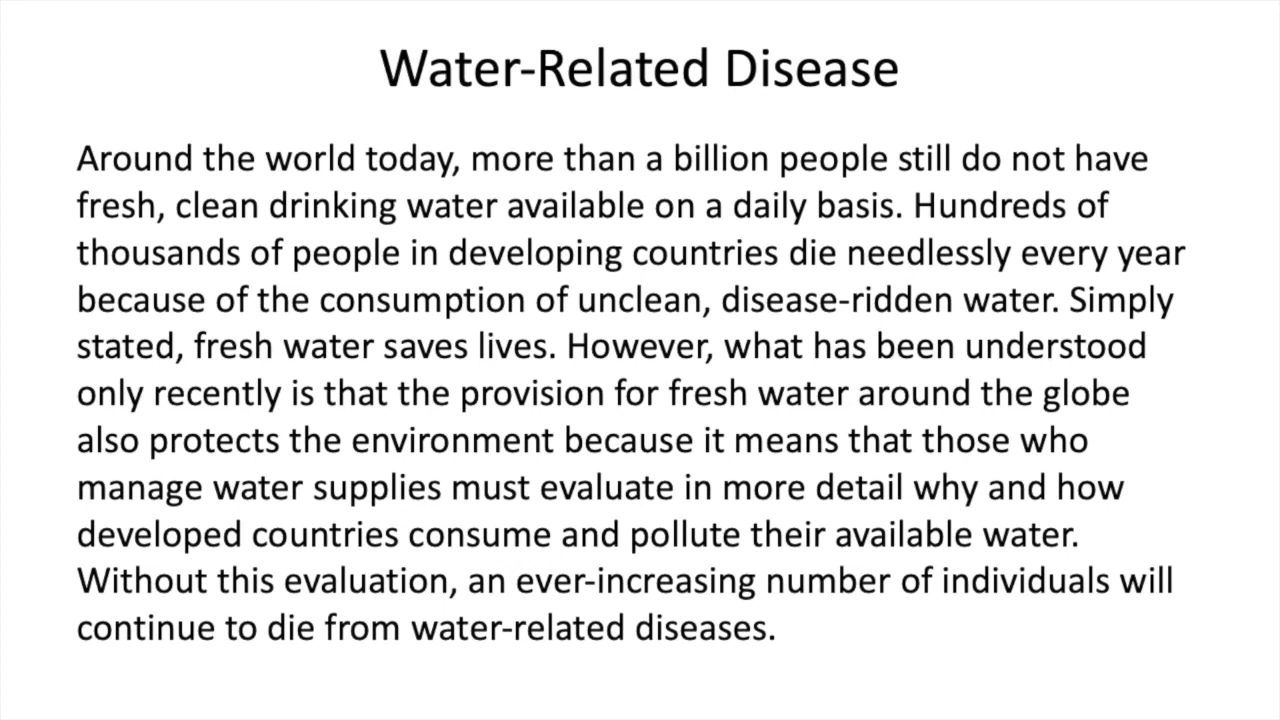 Water-Related Disease
Around the world today, more than a billion people still do not have
fresh, clean drinking water available on a daily basis. Hundreds of
thousands of people in developing countries die needlessly every year
because of the consumption of unclean, disease-ridden water. Simply
stated, fresh water saves lives. However, what has been understood
only recently is that the provision for fresh water around the globe
also protects the environment because it means that those who
manage water supplies must evaluate in more detail why and how
developed countries consume and pollute their available water.
Without this evaluation, an ever-increasing number of individuals will
continue to die from water-related diseases.